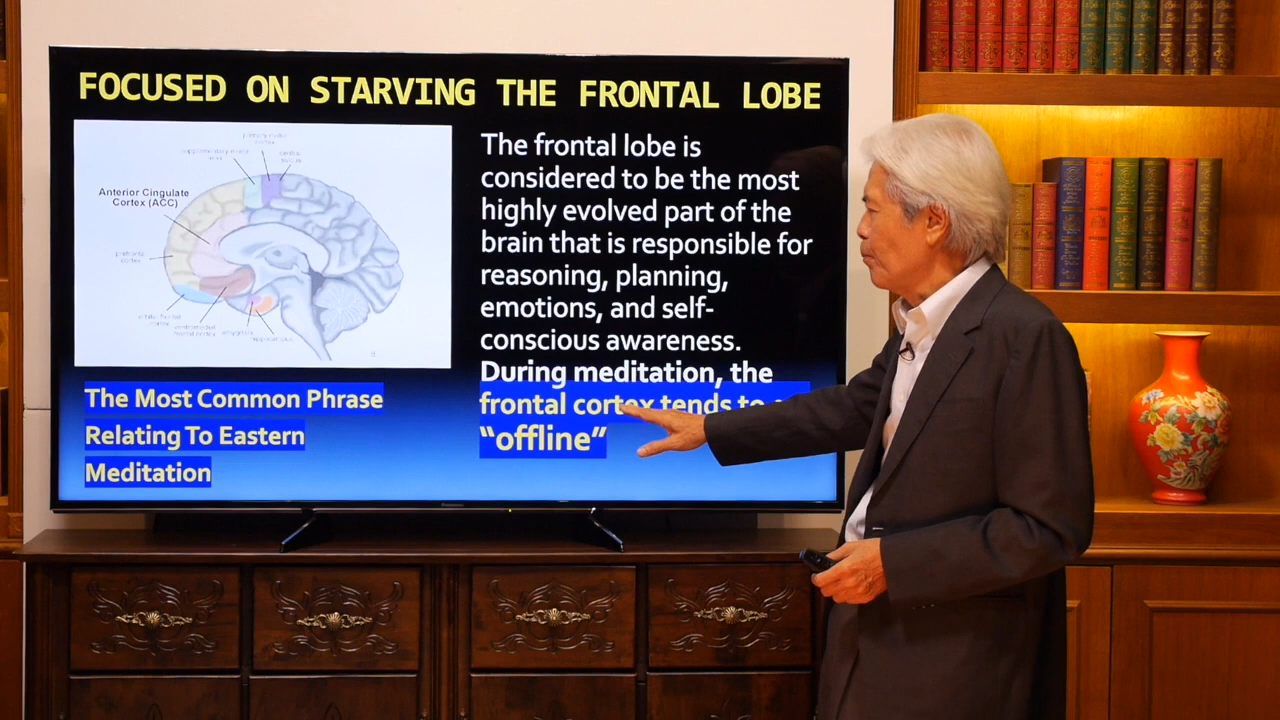 FOCUSED ON STARVING THE FRONTAL LOBE
Anterior Cingulate
Cortex (ACC)
The Most Common Phrase
Relating To Eastern
Meditation
The frontal lobe is
considered to be the most
highly evolved part of the
brain that is responsible for
reasoning, planning,
emotions, and self-
conscious awareness.
During meditation, the
frontal cortex tends to
“offline”
Panasonic